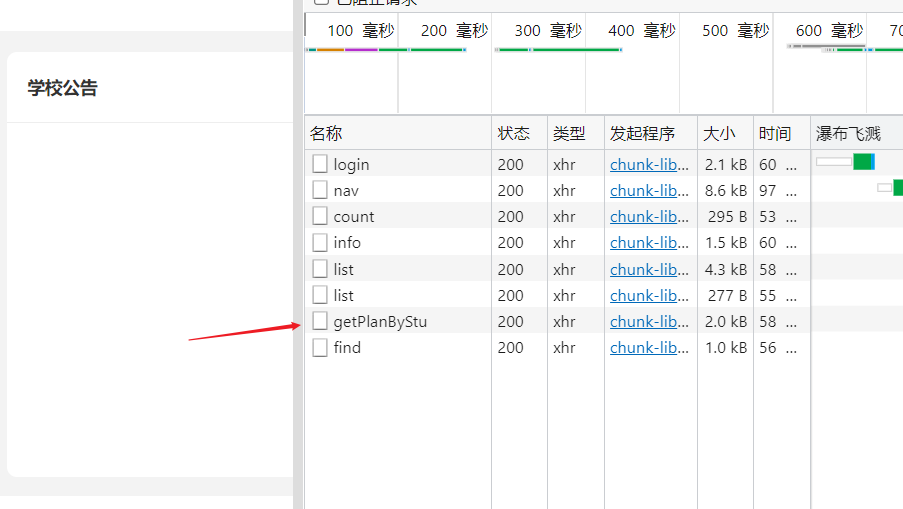 已阻止请求
100 毫秒 200 毫秒 300 毫秒 400 毫秒 500 毫秒 600 毫秒 70
学校公告
名称 状态 类型 发起程序 大小 时间 瀑布飞溅
login 200 xhr chunk-lib... 2.1 kB 60 ...
nav 200 xhr chunk-lib... 8.6 kB 97 ...
count 200 xhr chunk-lib... 295 B 53 ...
info 200 xhr chunk-lib... 1.5 kB 60 ...
list 200 xhr chunk-lib... 4.3 kB 58 ...
list 200 xhr chunk-lib... 277 B 55 ...
getPlanByStu 200 xhr chunk-lib... 2.0 kB 58 ...
find 200 xhr chunk-lib... 1.0 kB 56 ...